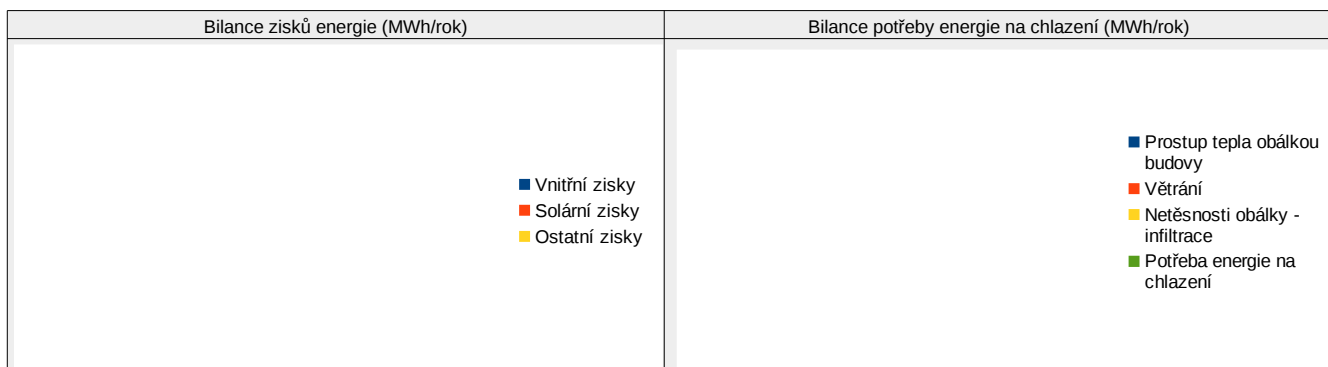 Bilance zisků energie (MWh/rok)
Bilance potřeby energie na chlazení (MWh/rok)
Vnitřní zisky
Solární zisky
Ostatní zisky
Prostup tepla obálkou
budovy
Větrání
Netěsnosti obálky -
infiltrace
Potřeba energie na
chlazení